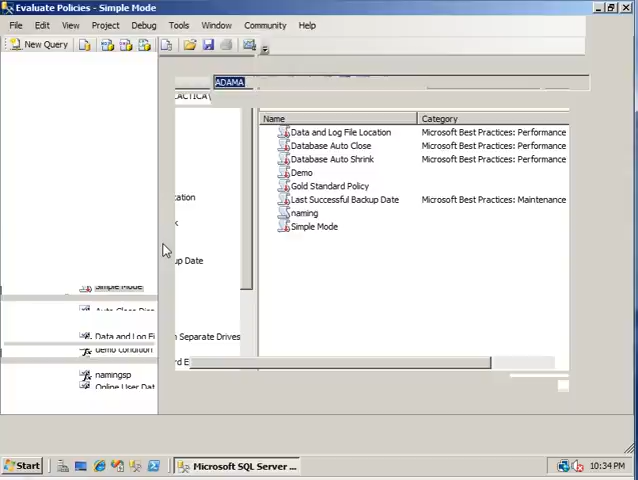 Evaluate Policies - Simple Mode
File Edit View Project Debug Tools Window Community Help
New Query
ADAMA
Name Category
Data and Log File Location Microsoft Best Practices: Performance
Database Auto Close Microsoft Best Practices: Performance
Database Auto Shrink Microsoft Best Practices: Performance
Demo
Gold Standard Policy
Last Successful Backup Date Microsoft Best Practices: Maintenance
naming
Simple Mode
up Date
Simple Mode
Data and Log Fi
n Separate Drives
demo condition
namingsp
Online User Dat
Start
Microsoft SQL Server ...
10:34 PM